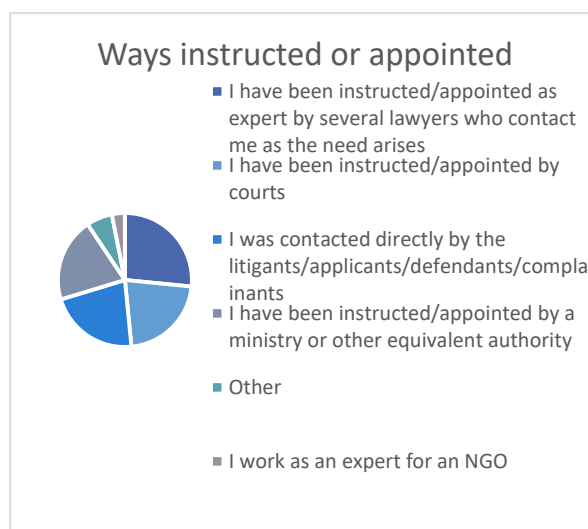 Ways instructed or appointed
I have been instructed/appointed as
expert by several lawyers who contact
me as the need arises
I have been instructed/appointed by
courts
I was contacted directly by the
litigants/applicants/defendants/compla
inants
I have been instructed/appointed by a
ministry or other equivalent authority
Other
I work as an expert for an NGO